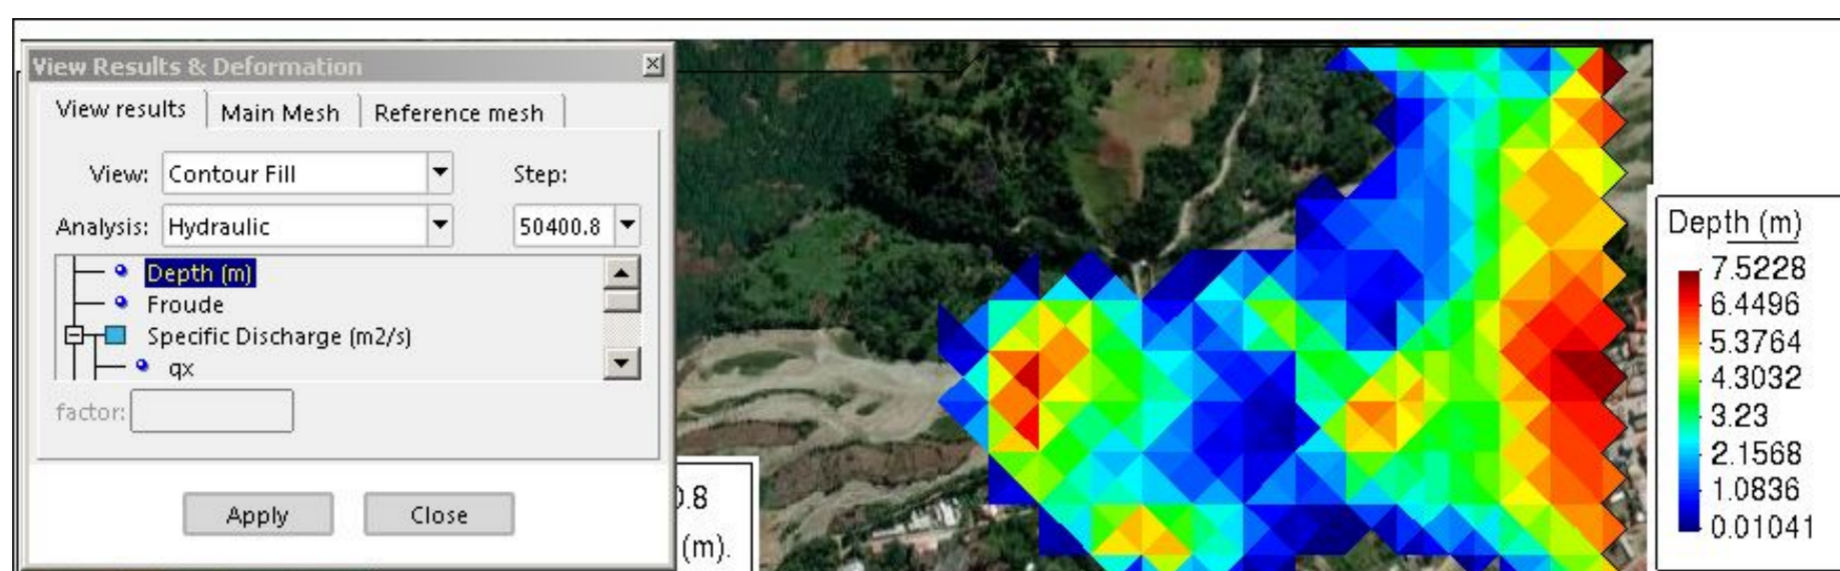 View Results & Deformation
View results Main Mesh Reference mesh
View: Contour Fill Step:
Analysis: Hydraulic 50400.8
Depth (m)
Froude
Specific Discharge (m2/s)
qx
factor:
Apply Close
0.8
(m).
Depth (m)
7.5228
6.4496
5.3764
4.3032
3.23
2.1568
1.0836
0.01041